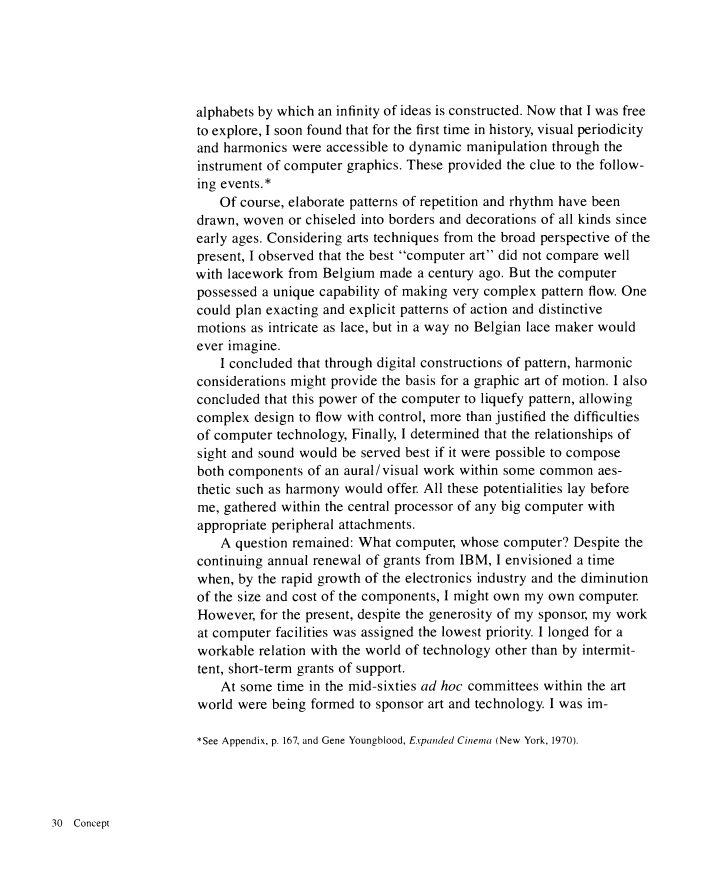 alphabets by which an infinity of ideas is constructed. Now that I was free
to explore, I soon found that for the first time in history, visual periodicity
and harmonics were accessible to dynamic manipulation through the
instrument of computer graphics. These provided the clue to the follow-
ing events.*
Of course, elaborate patterns of repetition and rhythm have been
drawn, woven or chiseled into borders and decorations of all kinds since
early ages. Considering arts techniques from the broad perspective of the
present, I observed that the best “computer art” did not compare well
with lacework from Belgium made a century ago. But the computer
possessed a unique capability of making very complex pattern flow. One
could plan exacting and explicit patterns of action and distinctive
motions as intricate as lace, but in a way no Belgian lace maker would
ever imagine.
I concluded that through digital constructions of pattern, harmonic
considerations might provide the basis for a graphic art of motion. I also
concluded that this power of the computer to liquefy pattern, allowing
complex design to flow with control, more than justified the difficulties
of computer technology, Finally, I determined that the relationships of
sight and sound would be served best if it were possible to compose
both components of an aural/visual work within some common aes-
thetic such as harmony would offer. All these potentialities lay before
me, gathered within the central processor of any big computer with
appropriate peripheral attachments.
A question remained: What computer, whose computer? Despite the
continuing annual renewal of grants from IBM, I envisioned a time
when, by the rapid growth of the electronics industry and the diminution
of the size and cost of the components, I might own my own computer.
However, for the present, despite the generosity of my sponsor, my work
at computer facilities was assigned the lowest priority. I longed for a
workable relation with the world of technology other than by intermit-
tent, short-term grants of support.
At some time in the mid-sixties ad hoc committees within the art
world were being formed to sponsor art and technology. I was im-
*See Appendix, p. 167, and Gene Youngblood, Expanded Cinema (New York, 1970).
30 Concept